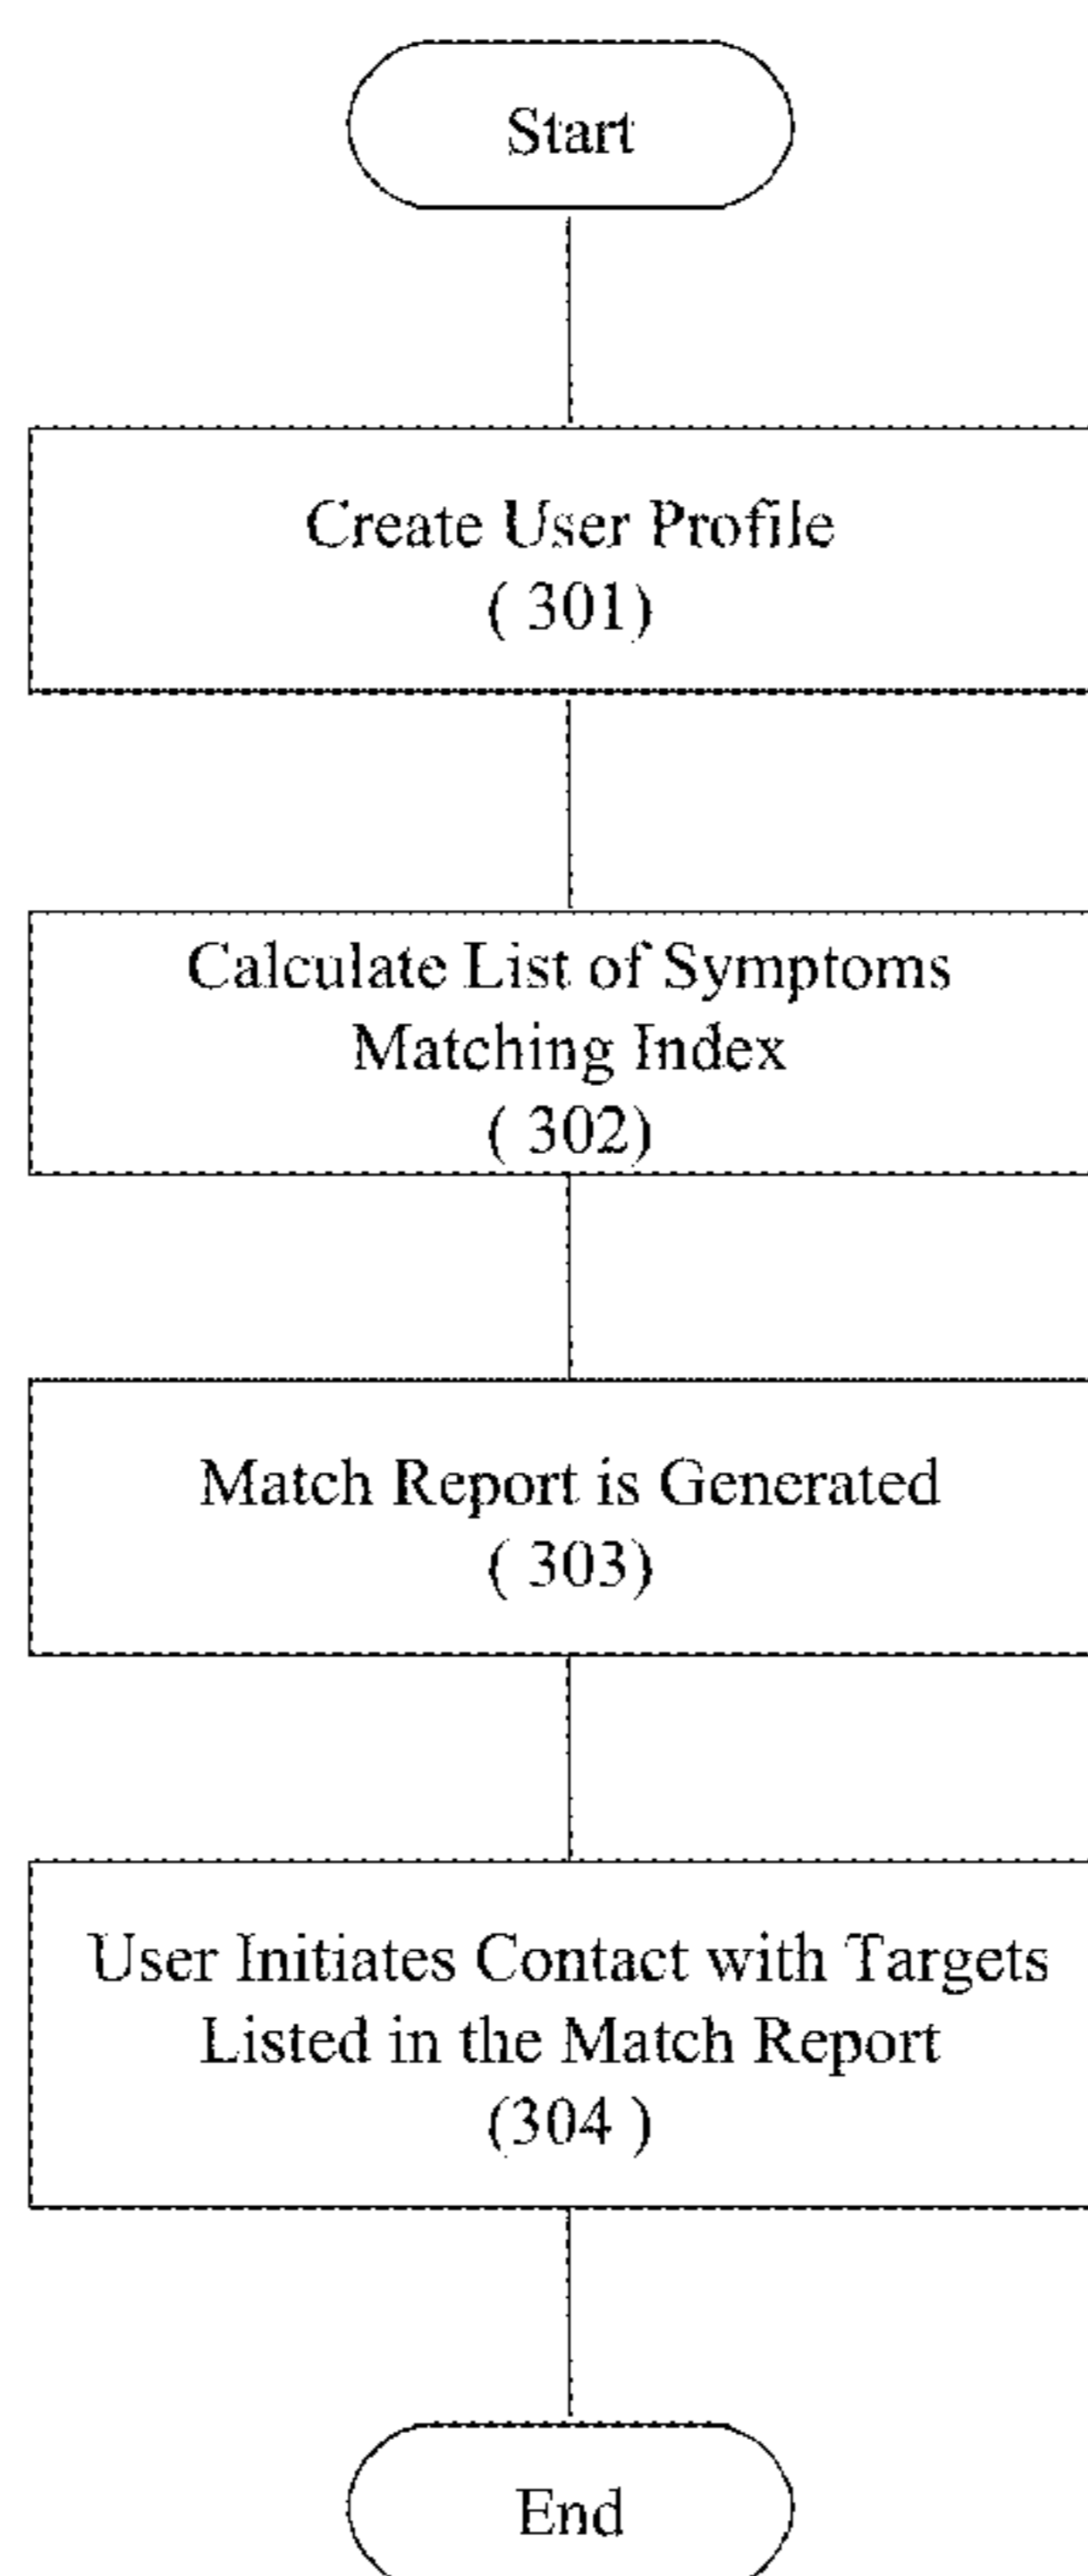 Start
Create User Profile
( 301)
Calculate List of Symptoms
Matching Index
( 302)
Match Report is Generated
( 303)
User Initiates Contact with Targets
Listed in the Match Report
(304 )
End